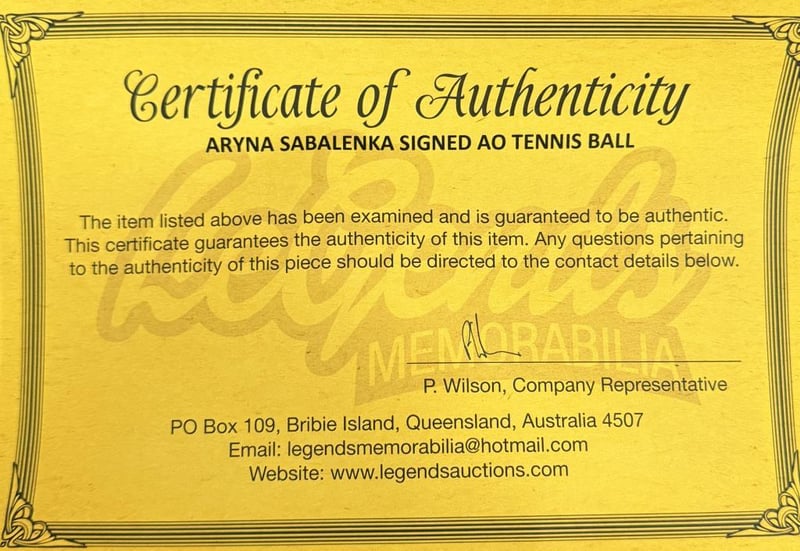 Certificate of Authenticity
ARYNA SABALENKA SIGNED AO TENNIS BALL
Legends
MEMORABILIA
The item listed above has been examined and is guaranteed to be authentic.
This certificate guarantees the authenticity of this item. Any questions pertaining
to the authenticity of this piece should be directed to the contact details below.
P. Wilson, Company Representative
PO Box 109, Bribie Island, Queensland, Australia 4507
Email: legendsmemorabilia@hotmail.com
Website: www.legendsauctions.com